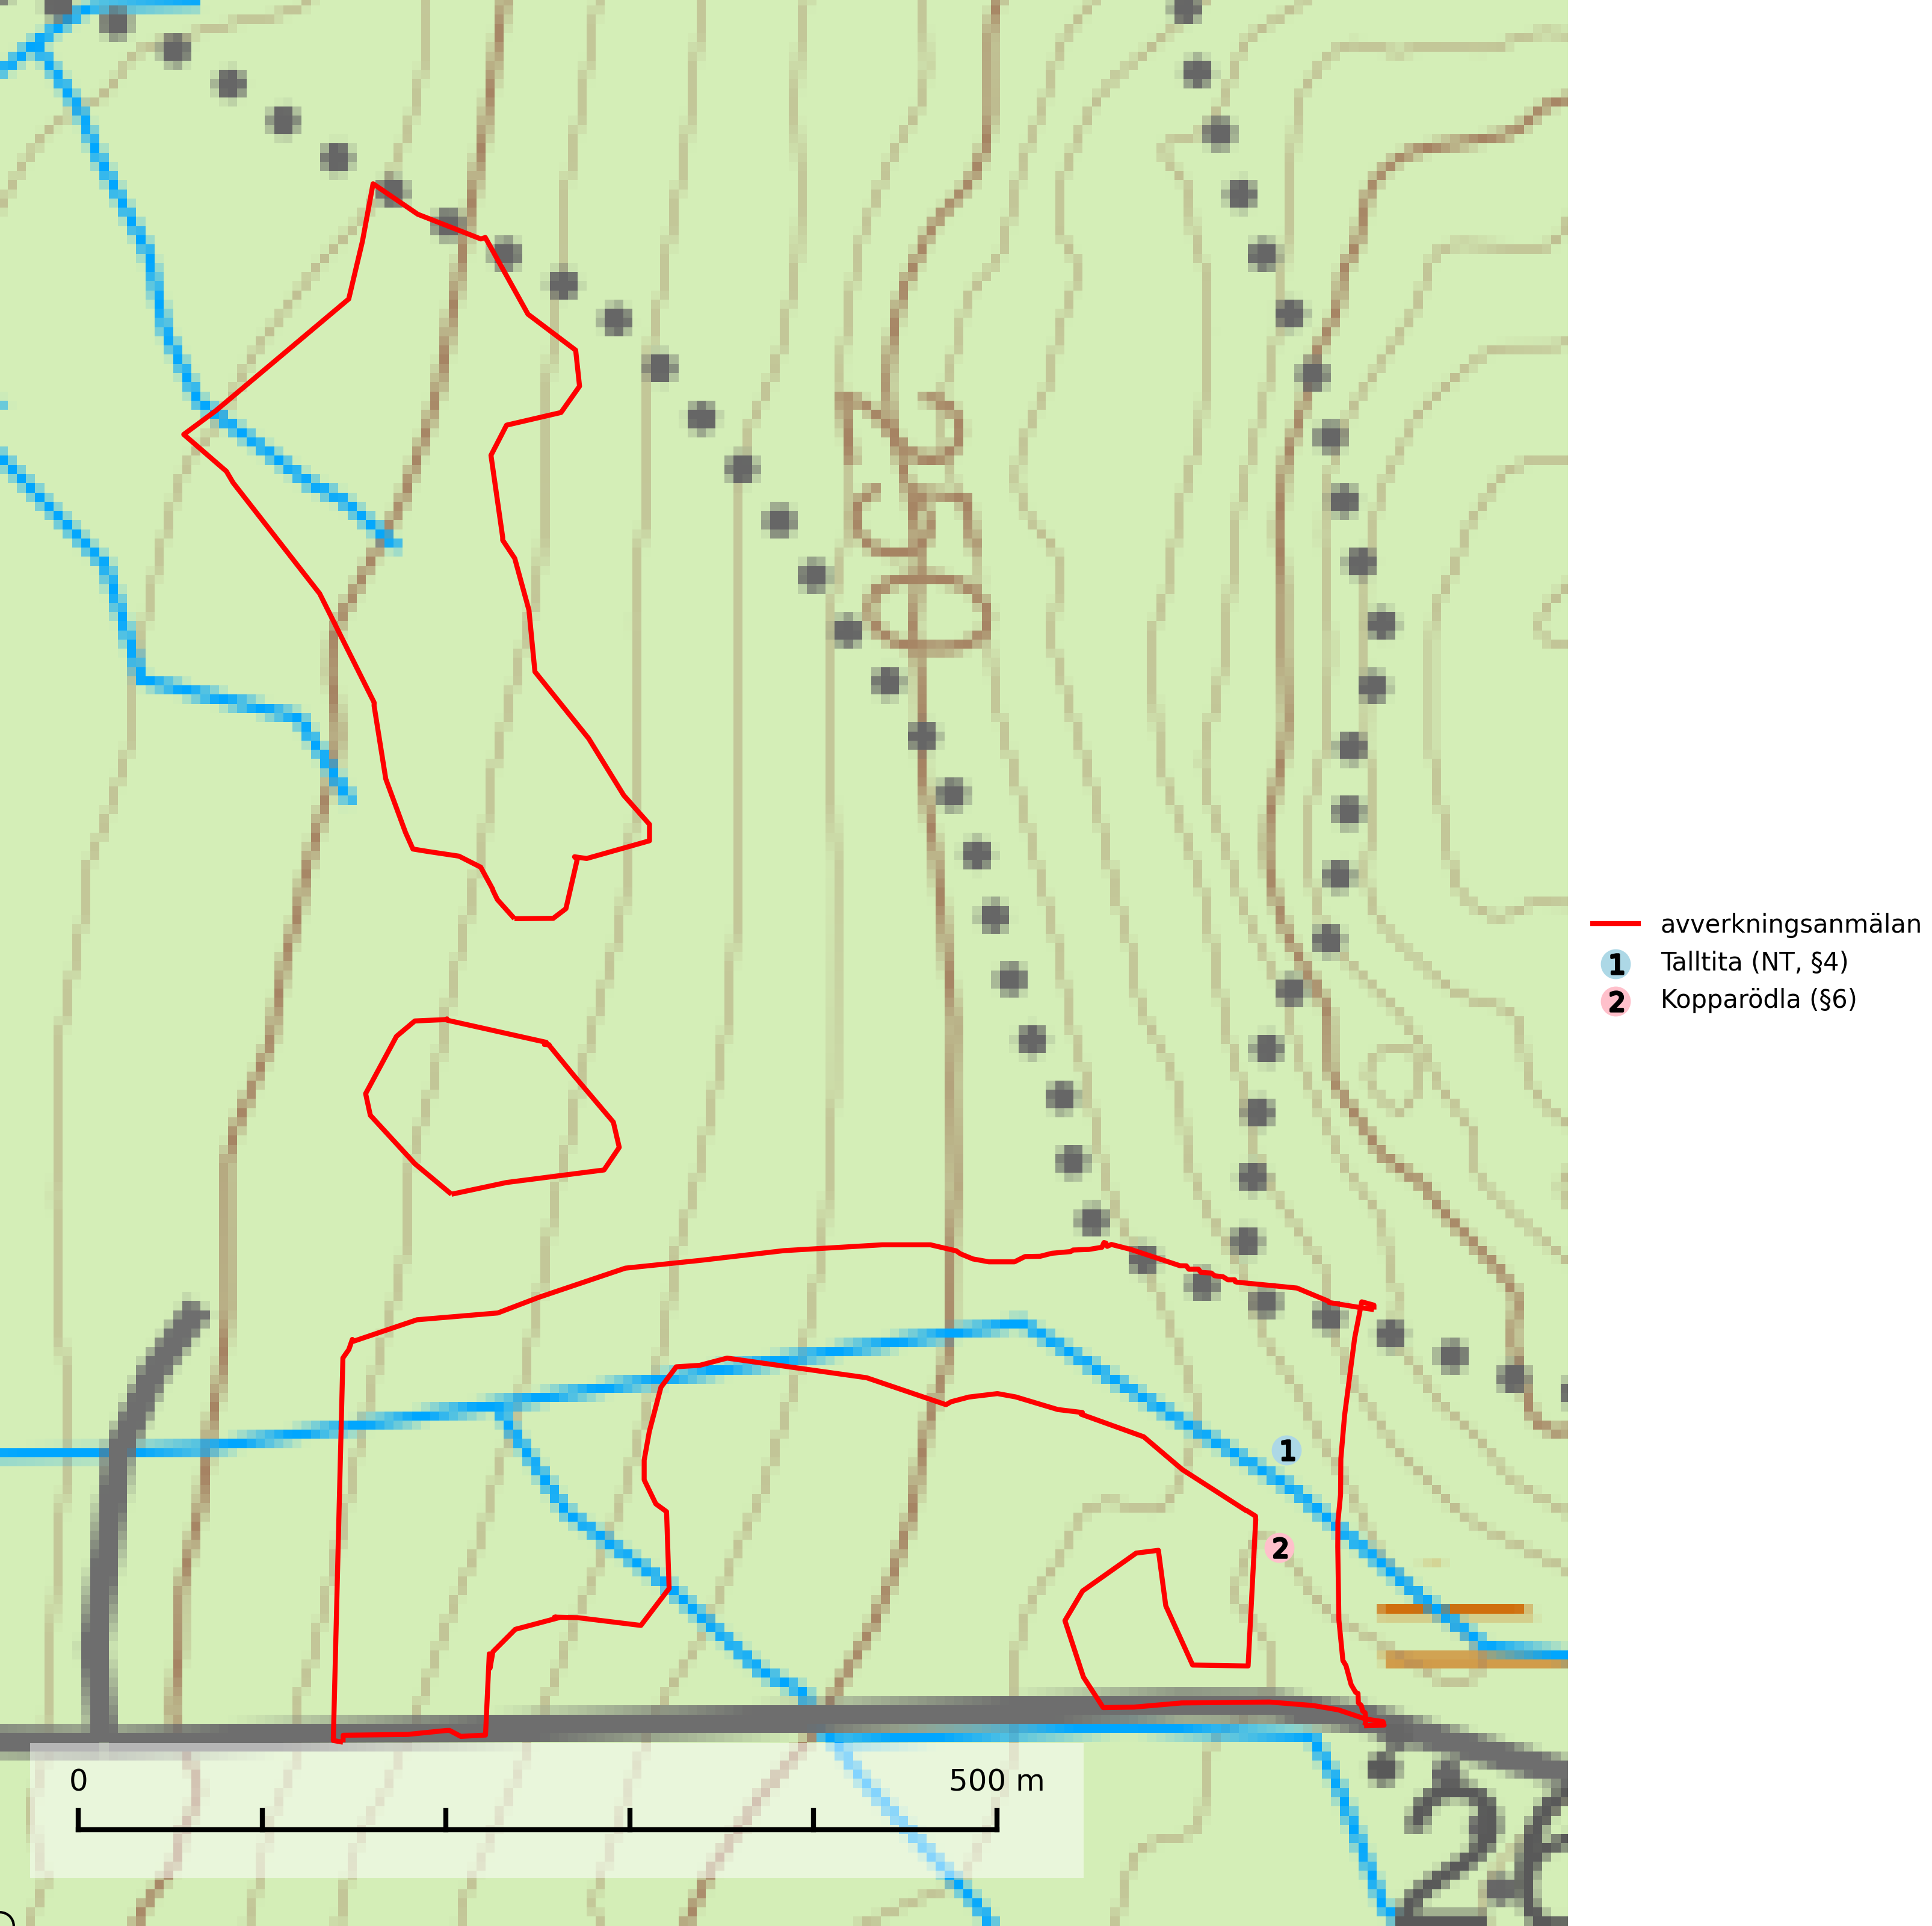 avverkningsanmälan
1 Talltita (NT, §4)
2 Kopparödla (§6)
1
2
0 500 m